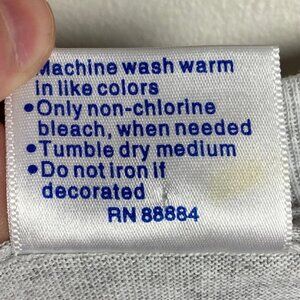 Machine wash warm
in like colors
•Only non-chlorine
bleach, when needed
•Tumble dry medium
•Do not iron if
decorated
RN 88884